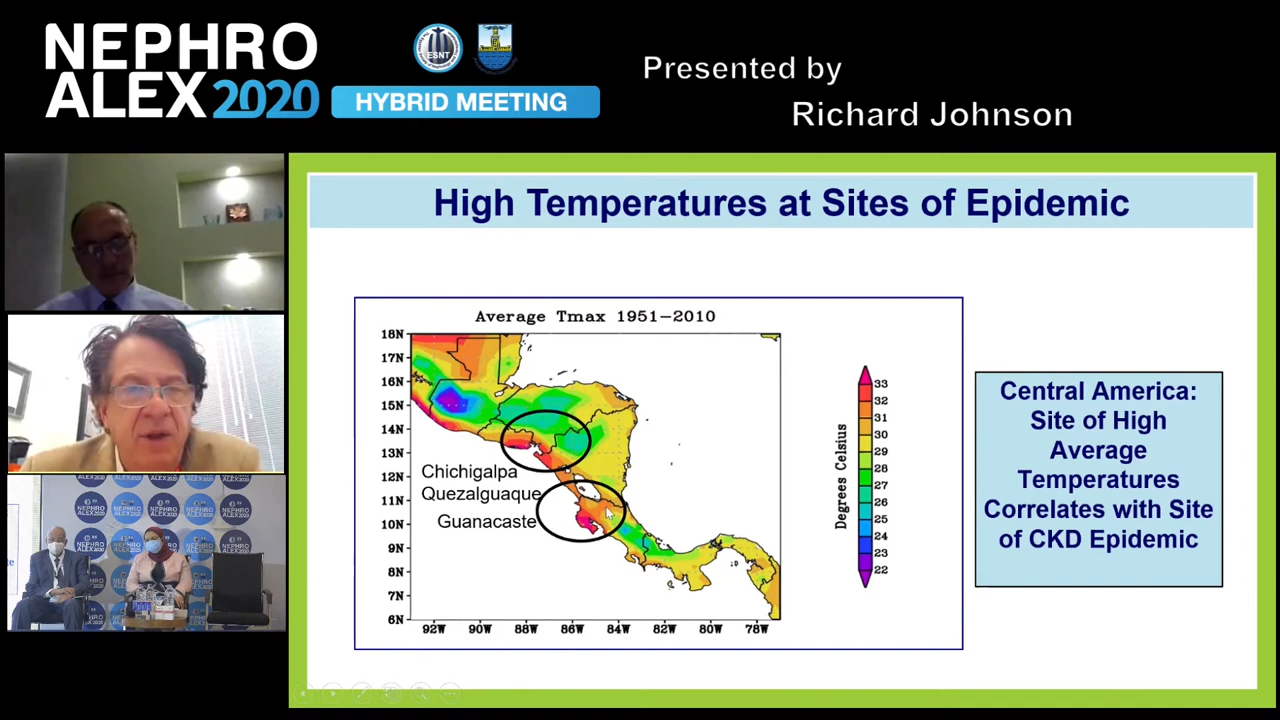 NEPHRO
ALEX 2020
HYBRID MEETING
ESNT
Presented by
Richard Johnson
High Temperatures at Sites of Epidemic
Average Tmax 1951–2010
18N
17N
16N
15N
14N
13N
12N
11N
10N
9N
8N
7N
6N
92W 90W 88W 86W 84W 82W 80W 78W
Chichigalpa
Quezalguaque
Guanacaste
Degrees Celsius
33
32
31
30
29
28
27
26
25
24
23
22
Central America:
Site of High
Average
Temperatures
Correlates with Site
of CKD Epidemic